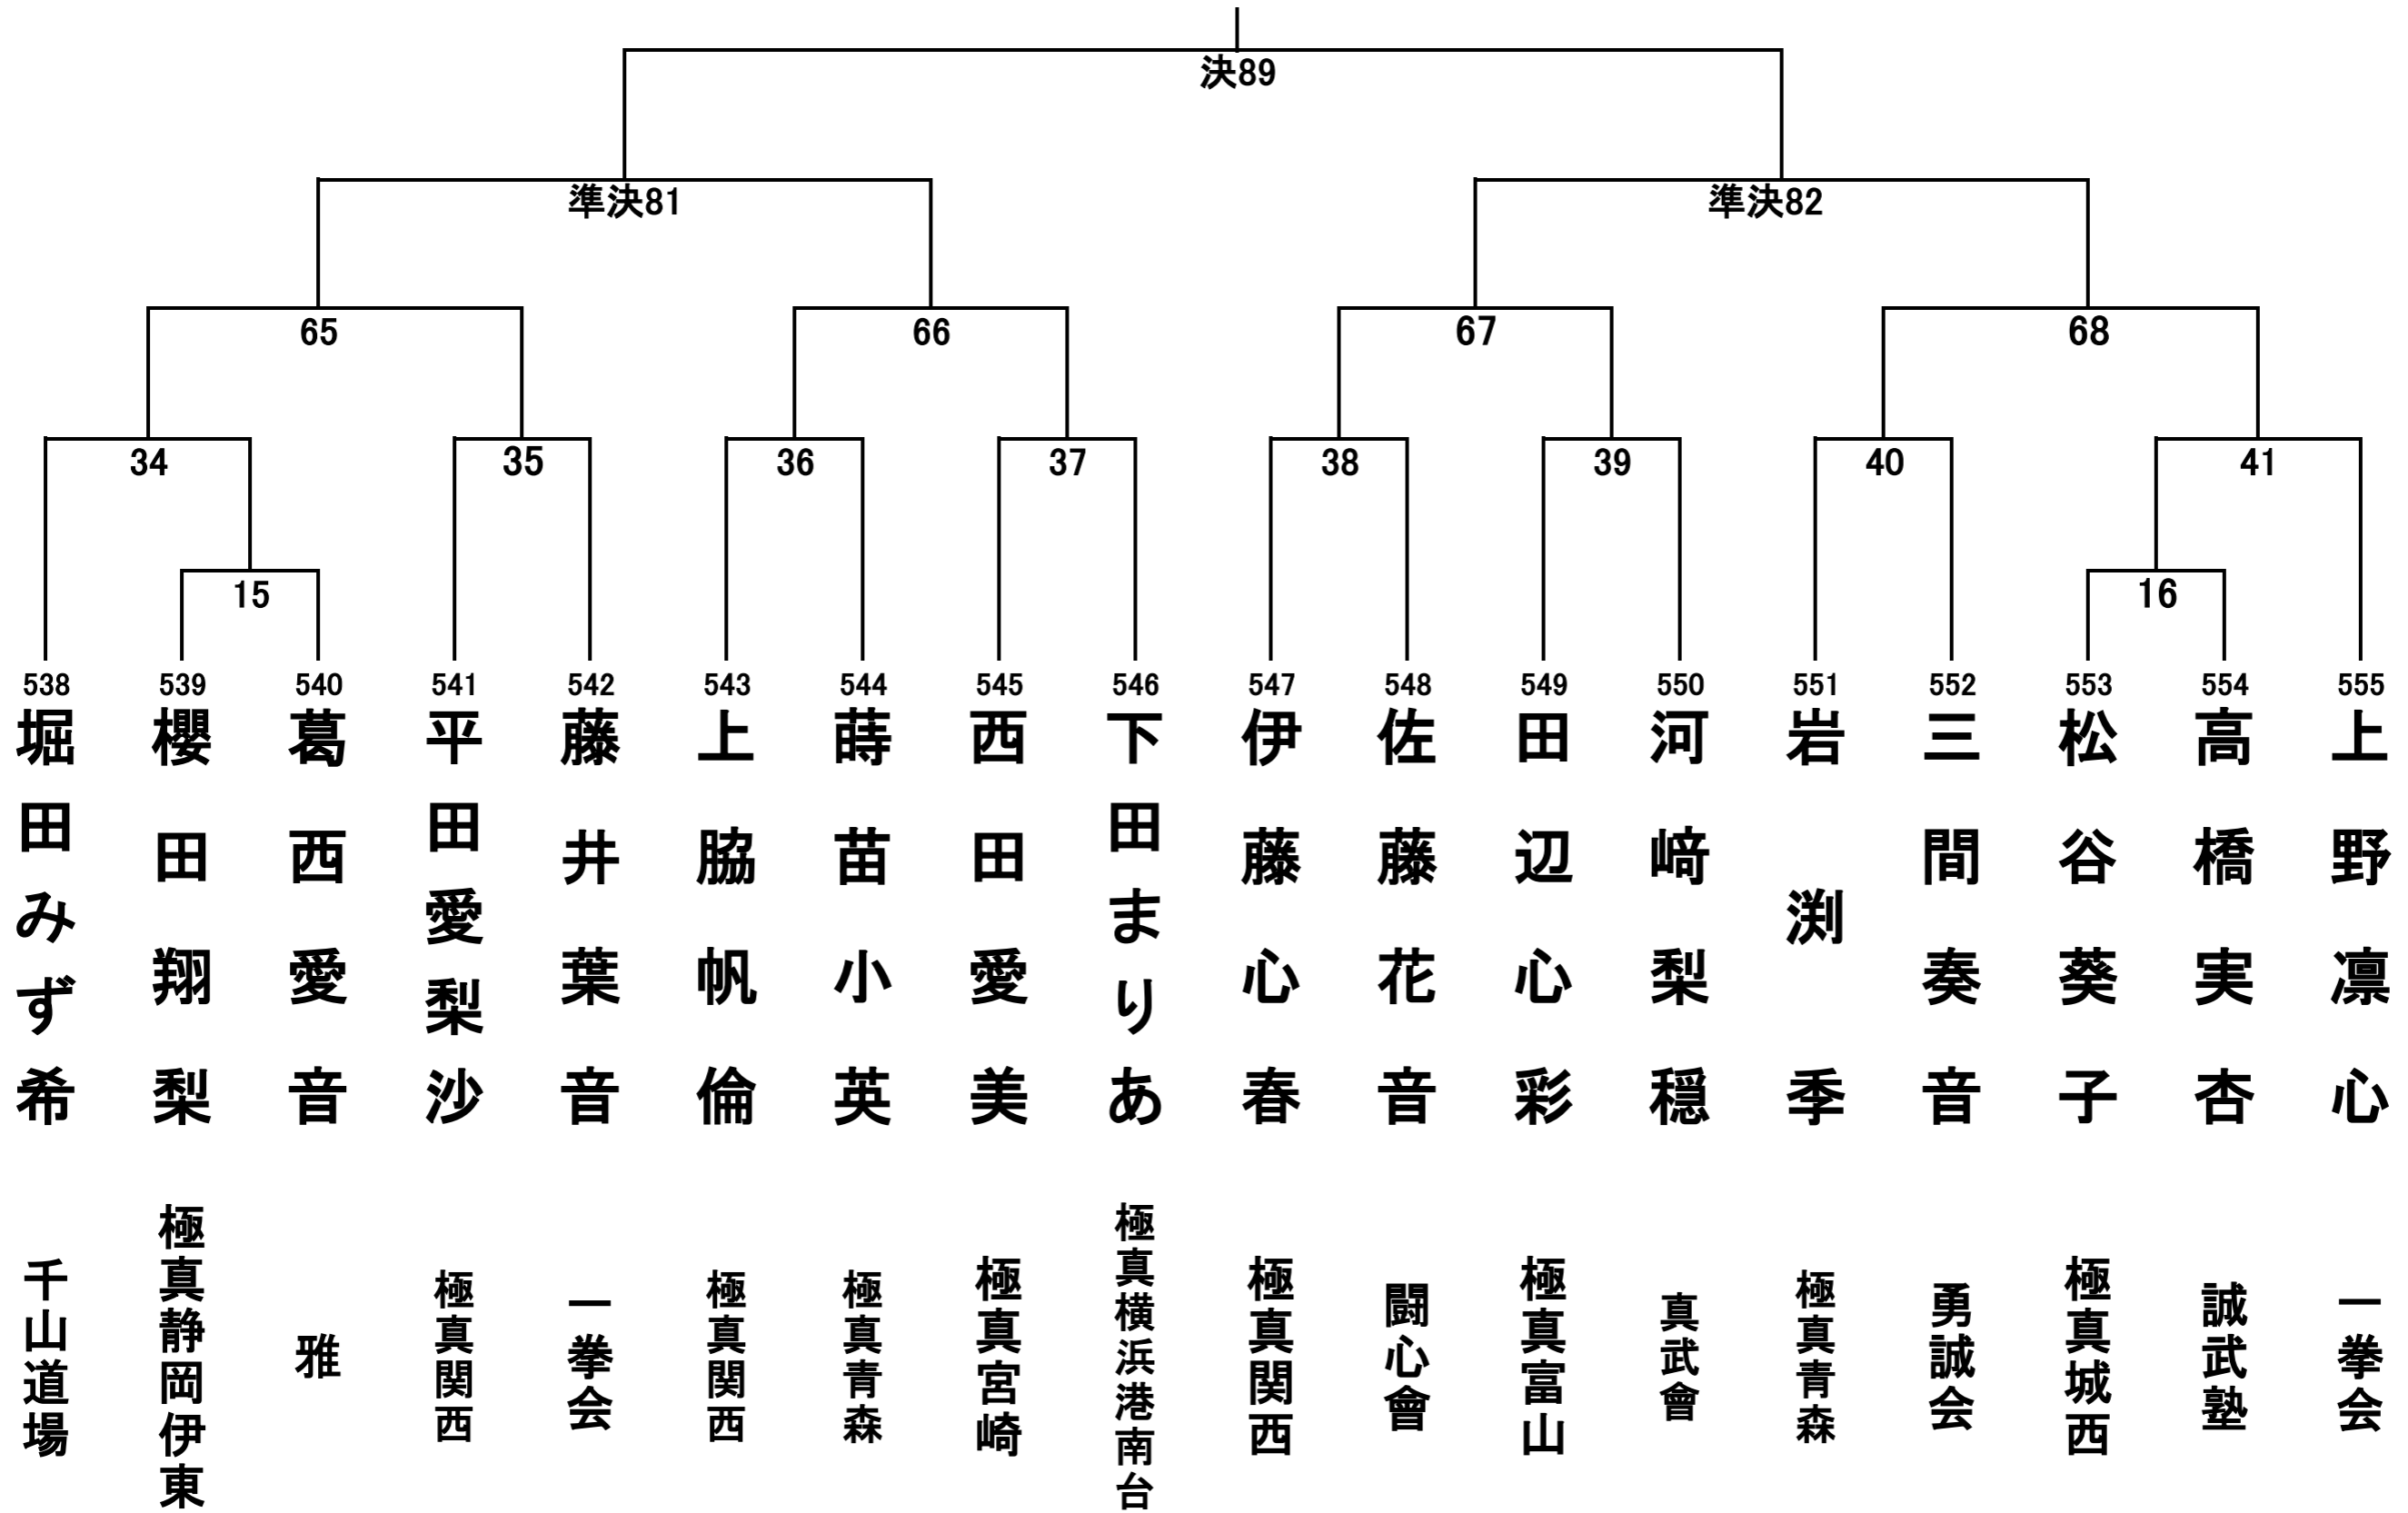 決89
準決81
準決82
65
66
67
68
34
35
36
37
38
39
40
41
15
16
538
堀田みず希
千山道場
539
櫻田翔梨
極真静岡伊東
540
葛西愛音
雅
541
平田愛梨沙
極真関西
542
藤井葉音
一拳会
543
上脇帆倫
極真関西
544
蒔苗小英
極真青森
545
西田愛美
極真宮崎
546
下田まりあ
極真横浜港南台
547
伊藤心春
極真関西
548
佐藤花音
闘心會
549
田辺心彩
極真富山
550
河﨑梨穏
真武會
551
岩渕季
極真青森
552
三間奏音
勇誠会
553
松谷葵子
極真城西
554
高橋実杏
誠武塾
555
上野凛心
一拳会